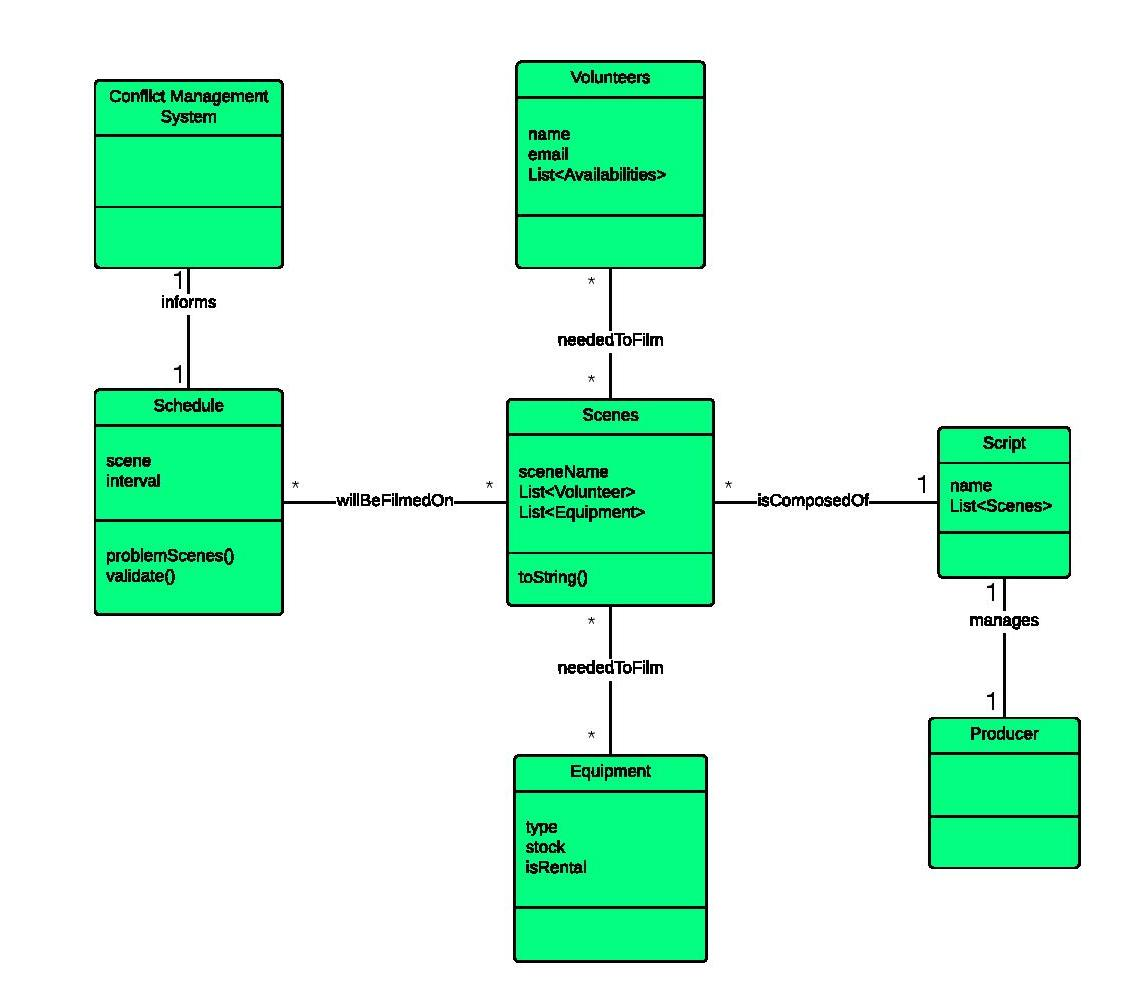 Conflict Management
System
1
informs
1
Schedule
scene
interval
problemScenes()
validate()
*
willBeFilmedOn
*
Volunteers
name
email
List<Availabilities>
*
neededToFilm
*
Scenes
sceneName
List<Volunteer>
List<Equipment>
toString()
*
isComposedOf
1
Script
name
List<Scenes>
1
manages
1
Producer
*
neededToFilm
*
Equipment
type
stock
isRental